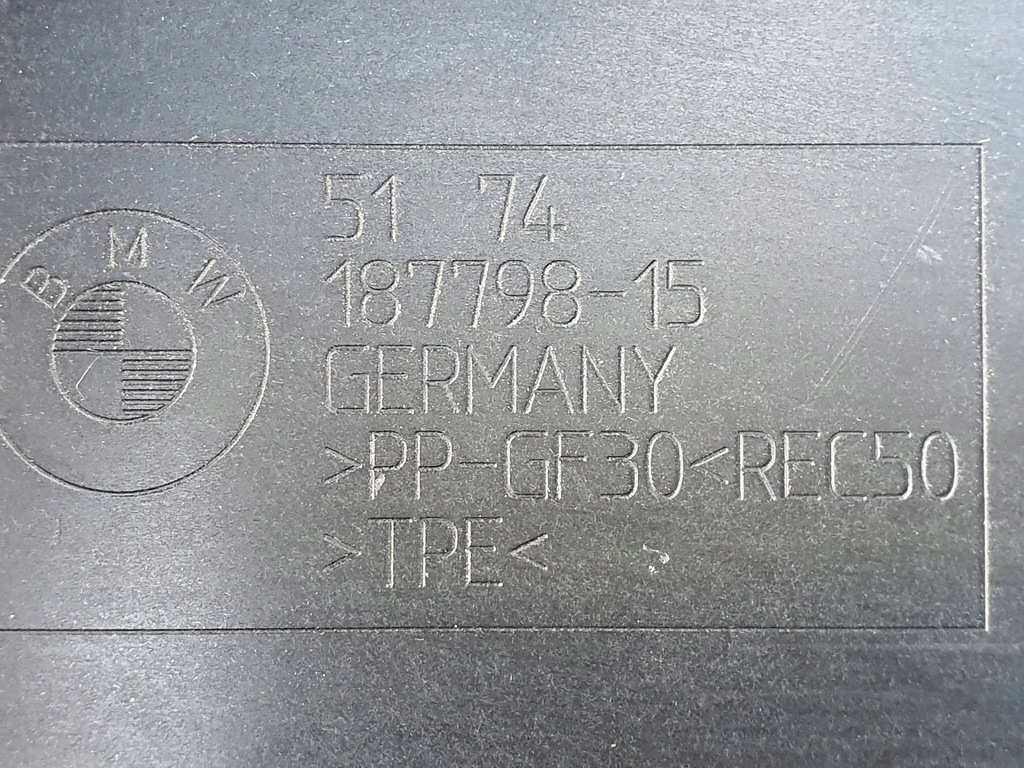 BMW
51 74
187798-15
GERMANY
>PP-GF30<REC50
>TPE<